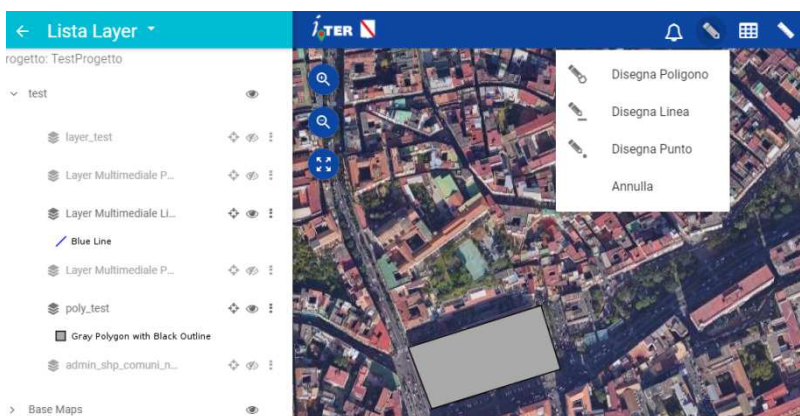 Lista Layer
rogetto: TestProgetto
test
layer_test
Layer Multimediale P...
Layer Multimediale Li...
Blue Line
Layer Multimediale P...
poly_test
Gray Polygon with Black Outline
admin_shp_comuni_n...
Base Maps
i.TER
Disegna Poligono
Disegna Linea
Disegna Punto
Annulla